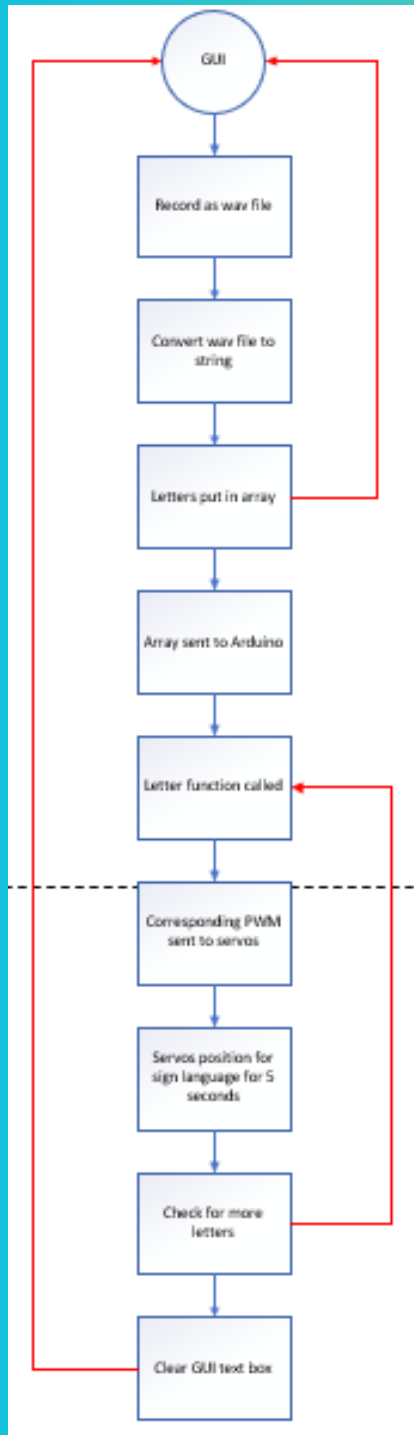 GUI
Record as wav file
Convert wav file to
string
Letters put in array
Array sent to Arduino
Letter function called
Corresponding PWM
sent to servos
Servos position for
sign language for 5
seconds
Check for more
letters
Clear GUI text box